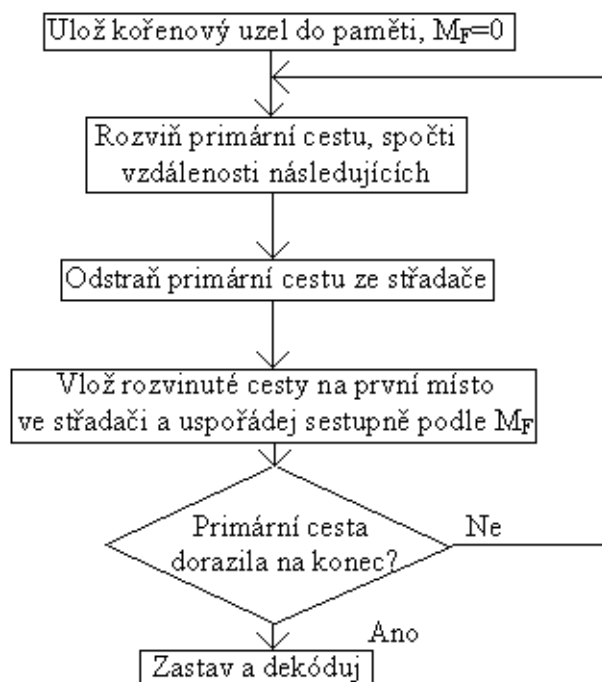 Ulož kořenový uzel do paměti, MF=0
Rozviň primární cestu, spočti
vzdálenosti následujících
Odstraň primární cestu ze střadače
Vlož rozvinuté cesty na první místo
ve střadači a uspořádej sestupně podle MF
Primární cesta
dorazila na konec?
Ne
Ano
Zastav a dekóduj